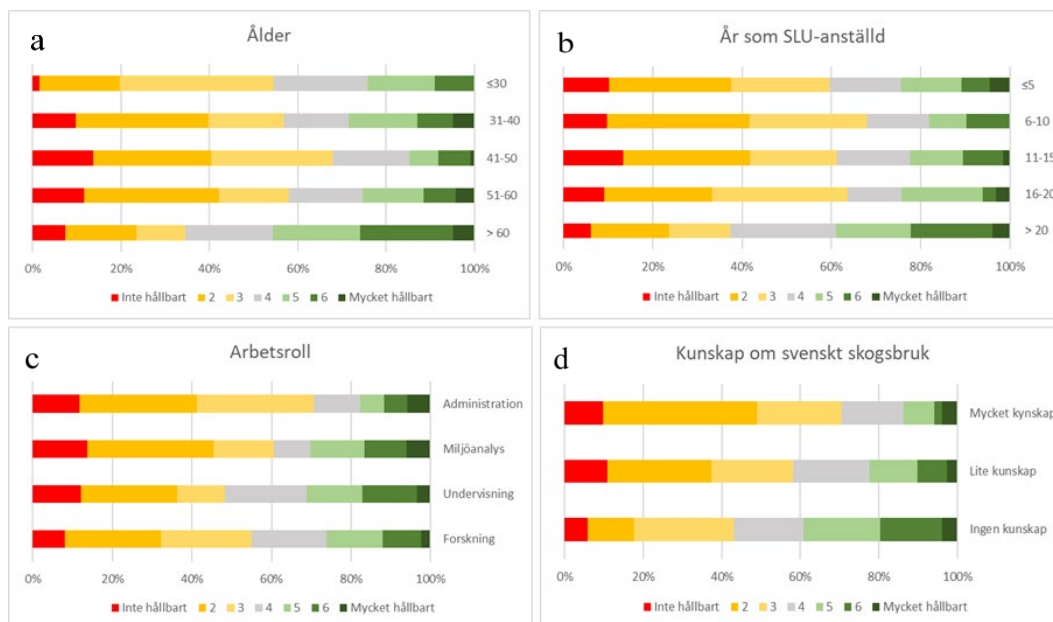 a
Ålder
≤30
31-40
41-50
51-60
> 60
0% 20% 40% 60% 80% 100%
Inte hållbart 2 3 4 5 6 Mycket hållbart
b
År som SLU-anställd
≤5
6-10
11-15
16-20
> 20
0% 20% 40% 60% 80% 100%
Inte hållbart 2 3 4 5 6 Mycket hållbart
c
Arbetsroll
Administration
Miljöanalys
Undervisning
Forskning
0% 20% 40% 60% 80% 100%
Inte hållbart 2 3 4 5 6 Mycket hållbart
d
Kunskap om svenskt skogsbruk
Mycket kynskap
Lite kunskap
Ingen kunskap
0% 20% 40% 60% 80% 100%
Inte hållbart 2 3 4 5 6 Mycket hållbart